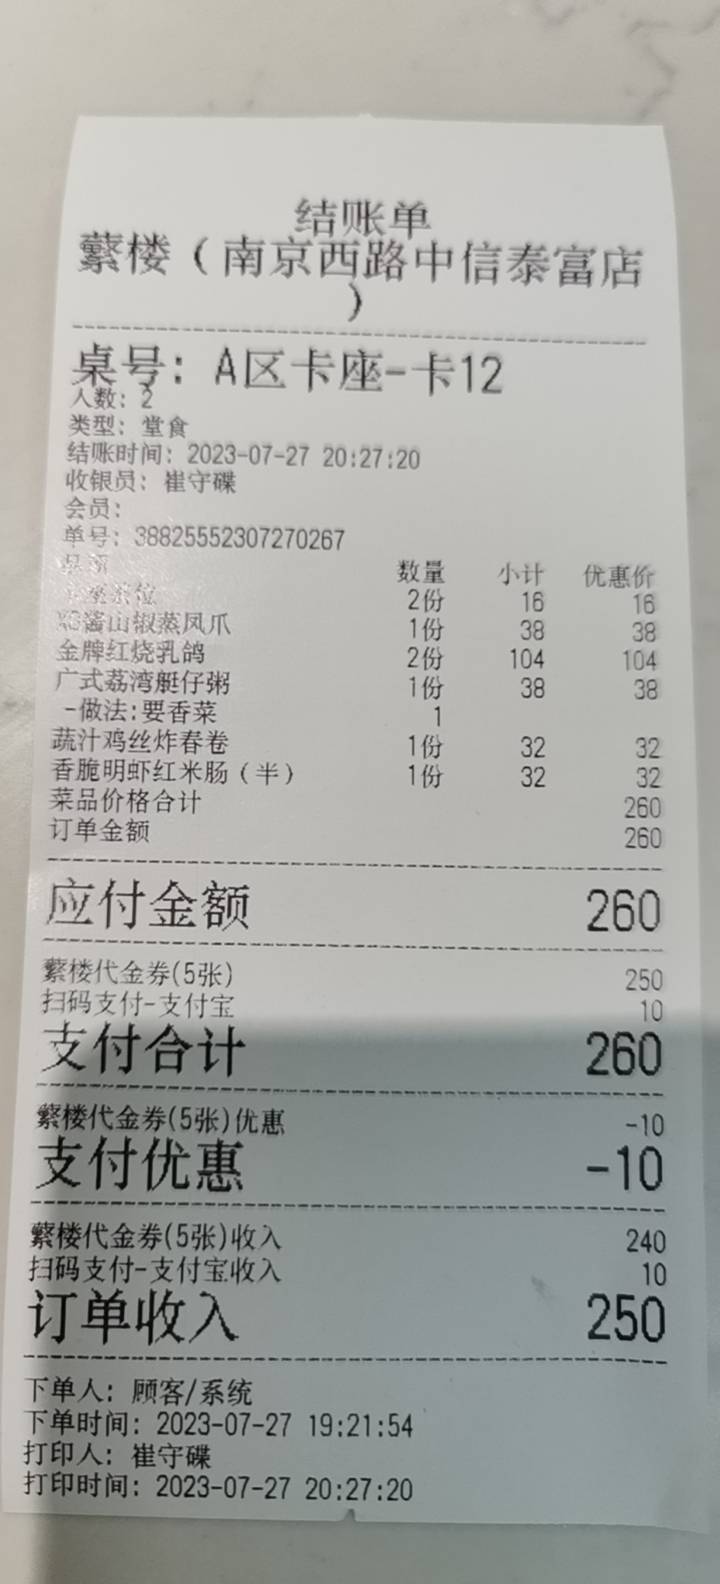 结账单
蘩楼（南京西路中信泰富店
）
桌号：A区卡座-卡12
人数：2
类型：堂食
结账时间：2023-07-27 20:27:20
收银员：崔守碟
会员：
单号：38825552307270267
数量 小计 优惠价
茶位 2份 16 16
酱山椒蒸凤爪 1份 38 38
金牌红烧乳鸽 2份 104 104
广式荔湾艇仔粥 1份 38 38
-做法:要香菜 1
蔬汁鸡丝炸春卷 1份 32 32
香脆明虾红米肠（半） 1份 32 32
菜品价格合计 260
订单金额 260
应付金额 260
蘩楼代金券(5张) 250
扫码支付-支付宝 10
支付合计 260
蘩楼代金券(5张)优惠 -10
支付优惠 -10
蘩楼代金券(5张)收入 240
扫码支付-支付宝收入 10
订单收入 250
下单人：顾客/系统
下单时间：2023-07-27 19:21:54
打印人：崔守碟
打印时间：2023-07-27 20:27:20